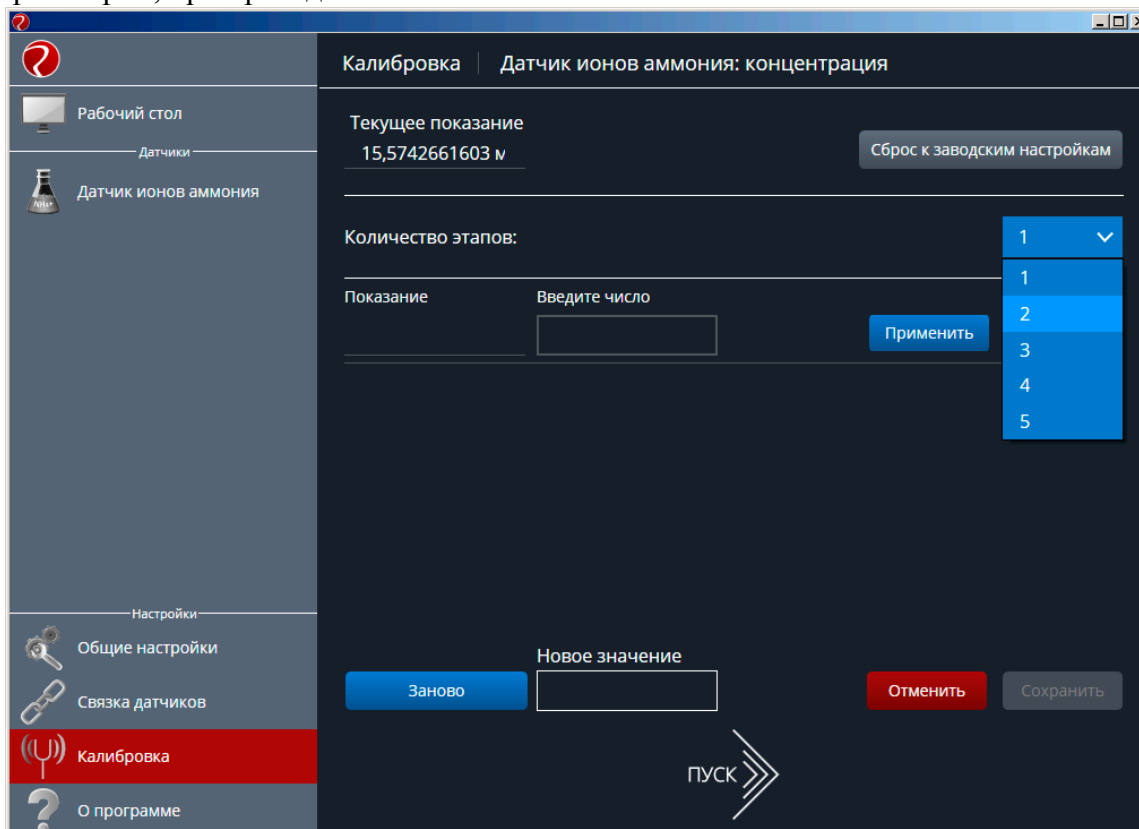 Калибровка Датчик ионов аммония: концентрация
Рабочий стол
Датчики
Датчик ионов аммония
NH4+
Текущее показание
15,5742661603 м
Сброс к заводским настройкам
Количество этапов:
1
1
2
3
4
5
Показание Введите число
Применить
Настройки
Общие настройки
Связка датчиков
Калибровка
О программе
Новое значение
Заново
Отменить
Сохранить
ПУСК